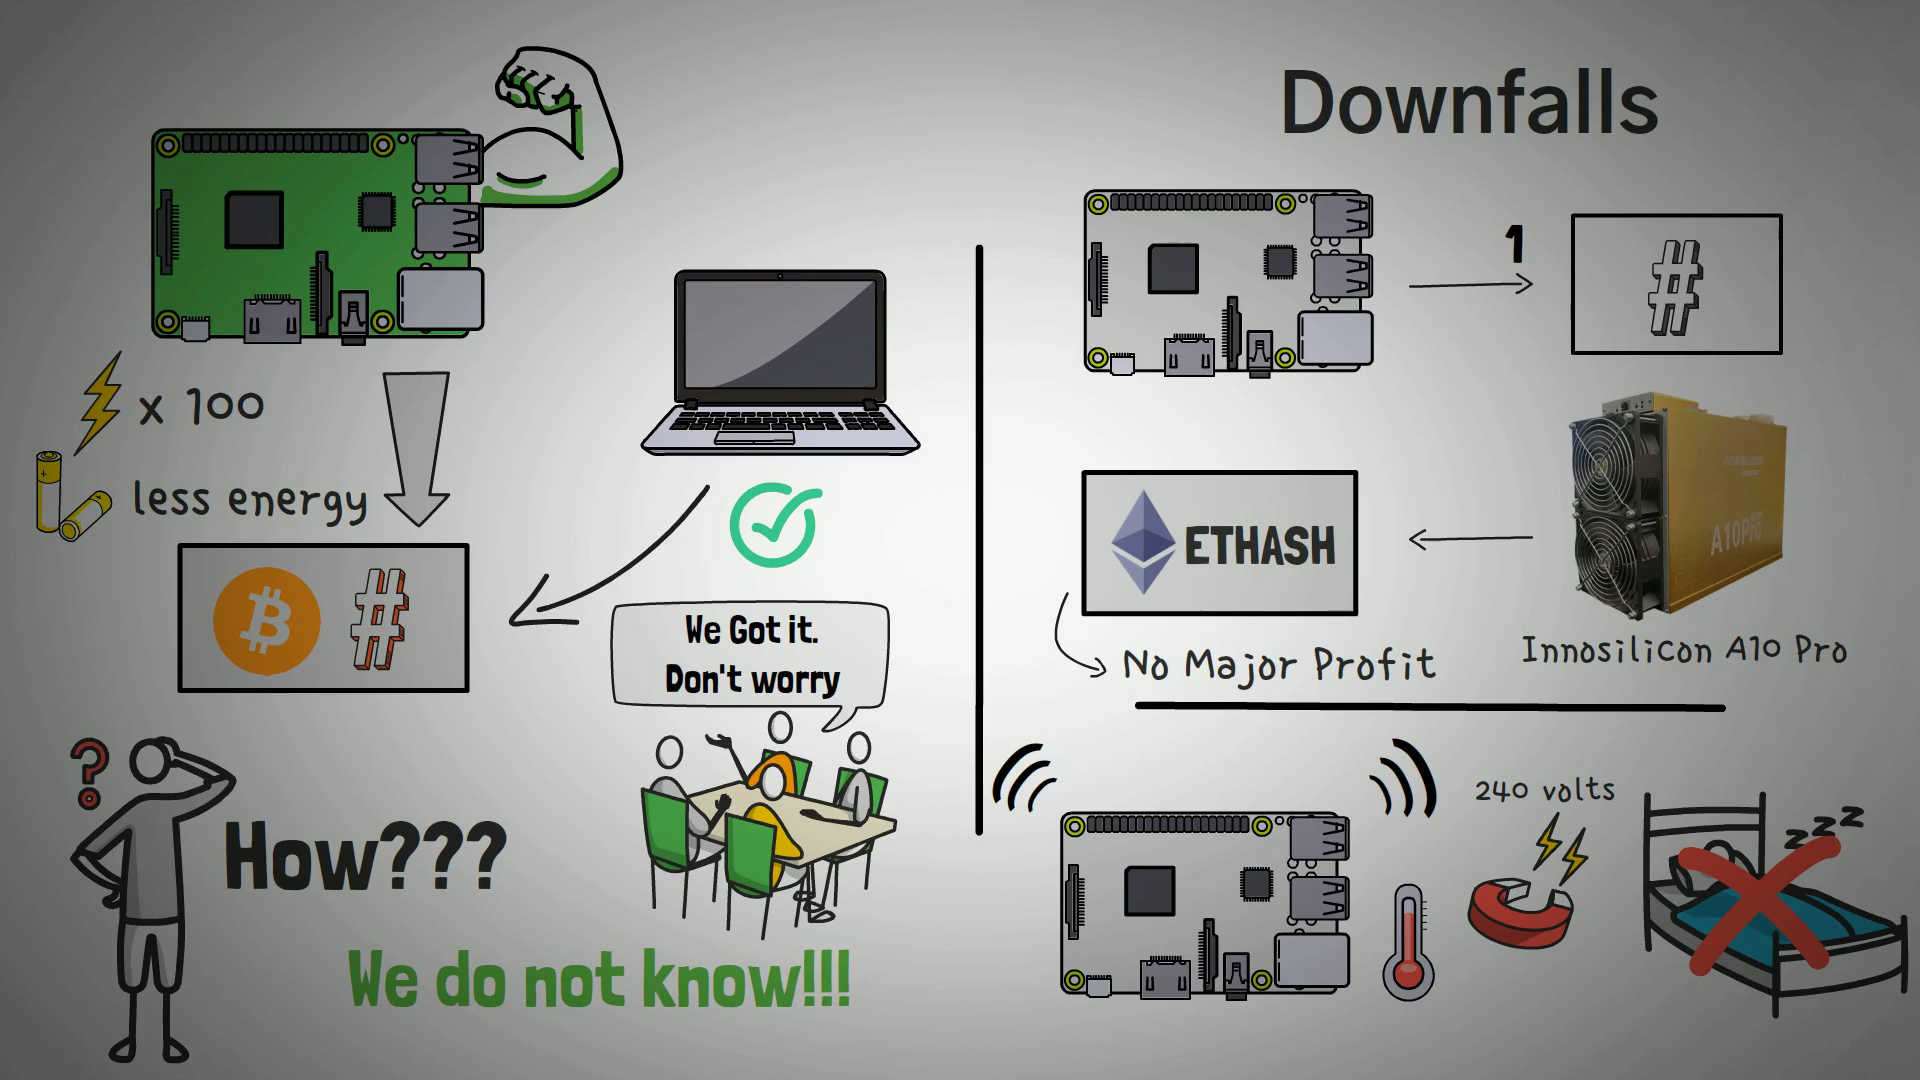 Downfalls
x 100
less energy
#
We Got it.
Don't worry
How???
We do not know!!!
1
#
ETHASH
A10Pro
No Major Profit
Innosilicon A10 Pro
240 volts
zzz